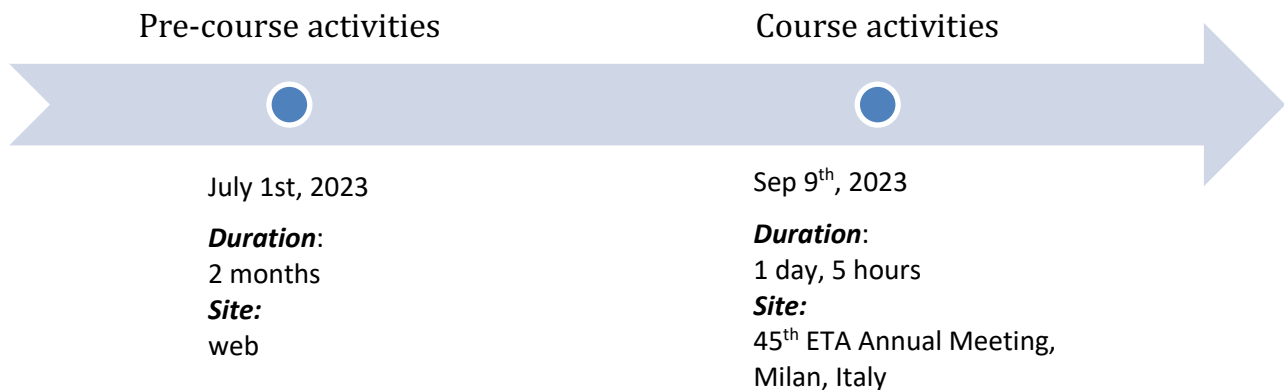 Pre-course activities
Course activities
July 1st, 2023
Duration:
2 months
Site:
web
Sep 9th, 2023
Duration:
1 day, 5 hours
Site:
45th ETA Annual Meeting,
Milan, Italy